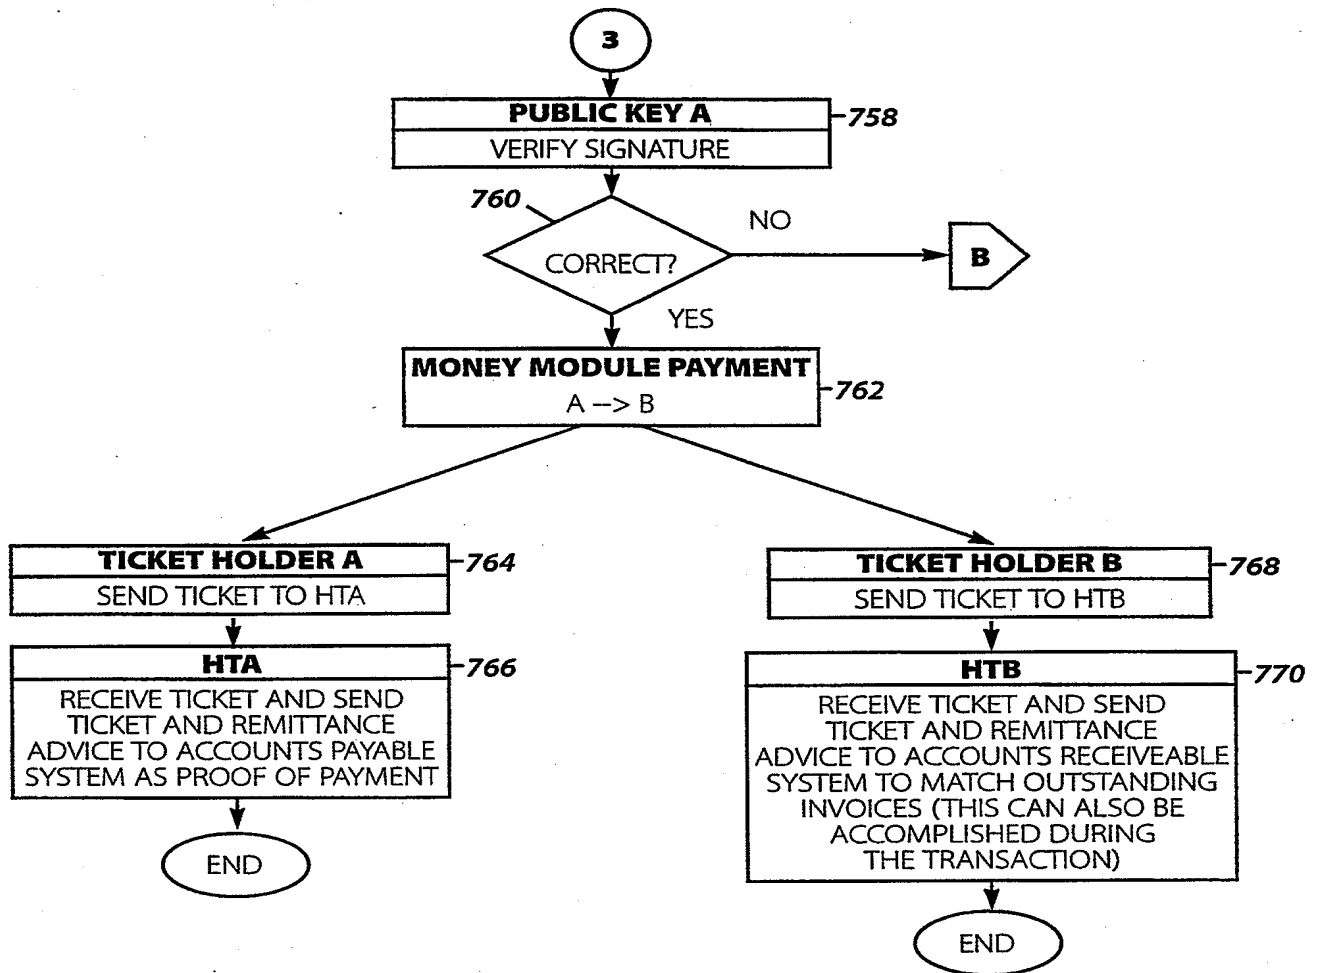 3
PUBLIC KEY A
758
VERIFY SIGNATURE
760
NO
CORRECT?
B
YES
MONEY MODULE PAYMENT
A --> B
762
TICKET HOLDER A
764
SEND TICKET TO HTA
HTA
766
RECEIVE TICKET AND SEND
TICKET AND REMITTANCE
ADVICE TO ACCOUNTS PAYABLE
SYSTEM AS PROOF OF PAYMENT
END
TICKET HOLDER B
768
SEND TICKET TO HTB
HTB
770
RECEIVE TICKET AND SEND
TICKET AND REMITTANCE
ADVICE TO ACCOUNTS RECEIVEABLE
SYSTEM TO MATCH OUTSTANDING
INVOICES (THIS CAN ALSO BE
ACCOMPLISHED DURING
THE TRANSACTION)
END